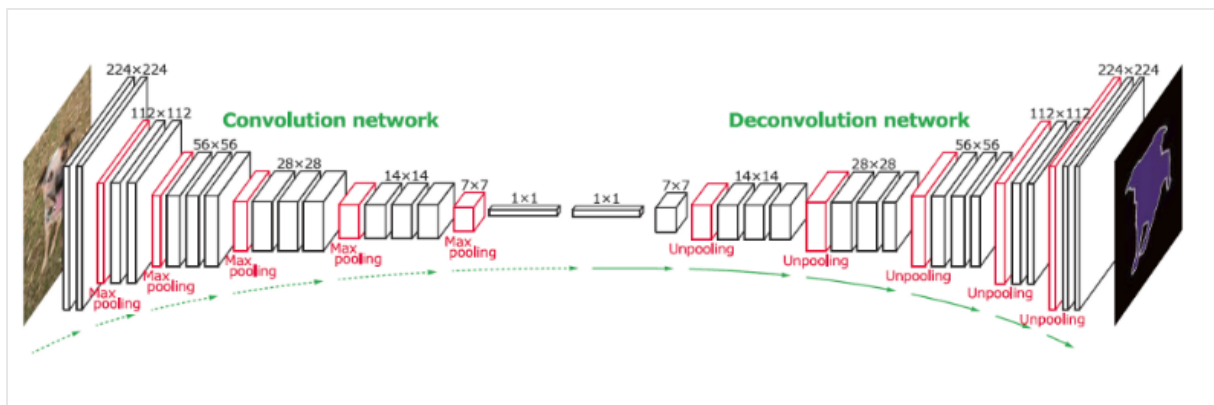 224×224
112×112
56×56
Convolution network
28×28
14×14
7×7
1×1
1×1
Deconvolution network
7×7
14×14
28×28
56×56
112×112
224×224
Max
pooling
Max
pooling
Max
pooling
Max
pooling
Max
pooling
Unpooling
Unpooling
Unpooling
Unpooling
Unpooling